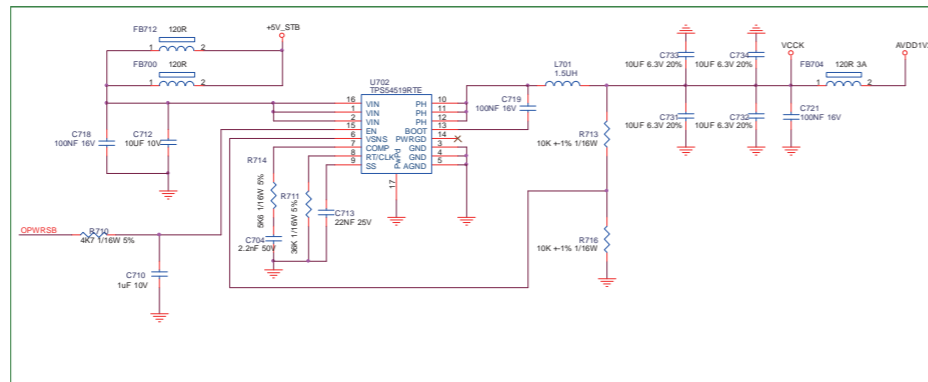 FB712 120R
+5V_STB
1 2
FB700 120R
1 2
U702
TPS54519RTE
16 VIN PH 10
1 VIN PH 11
2 VIN PH 12
15 EN BOOT 13
6 VSNS PWRGD 14
7 COMP GND 3
8 RT/CLK GND 4
9 SS AGND 5
PwPd
17
C718
100NF 16V
C712
10UF 10V
R714
5K6 1/16W 5%
R711
36K 1/16W 5%
C713
22NF 25V
C704
2.2nF 50V
OPWRSB
R710
4K7 1/16W 5%
C710
1uF 10V
C719
100NF 16V
L701
1.5UH
R713
10K +-1% 1/16W
R716
10K +-1% 1/16W
C733
10UF 6.3V 20%
C734
10UF 6.3V 20%
C731
10UF 6.3V 20%
C732
10UF 6.3V 20%
VCCK
C721
100NF 16V
FB704
120R 3A
1 2